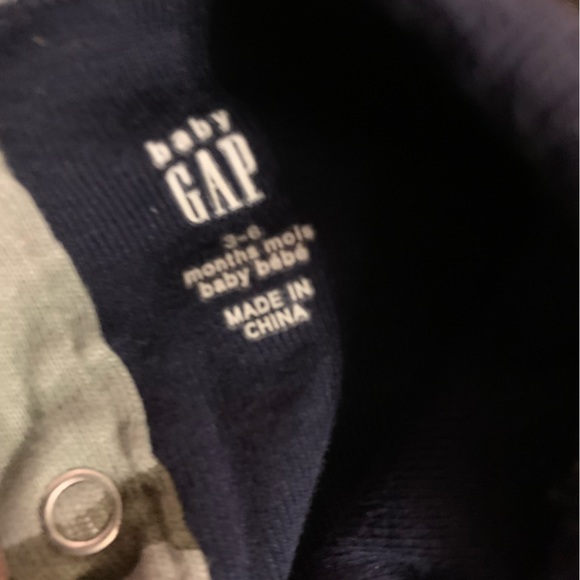 baby
GAP
3-6
months mois
baby bébé
MADE IN
CHINA